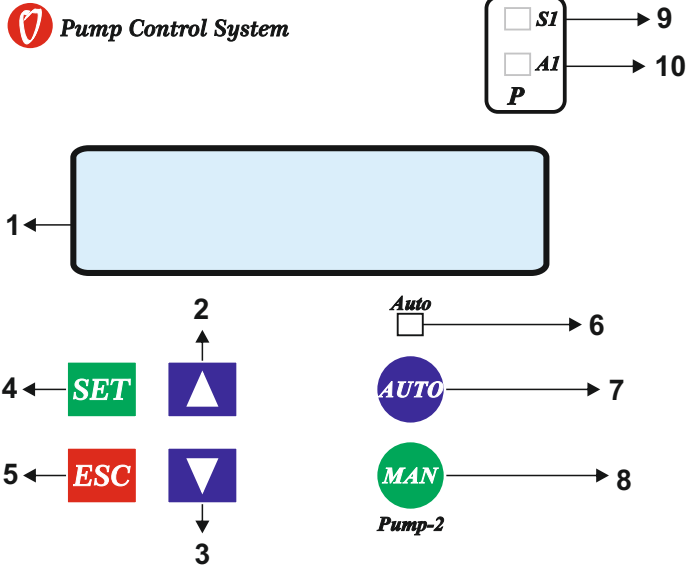 Pump Control System
S1
9
A1
10
P
1
2
Auto
6
4
SET
AUTO
7
5
ESC
MAN
8
Pump-2
3